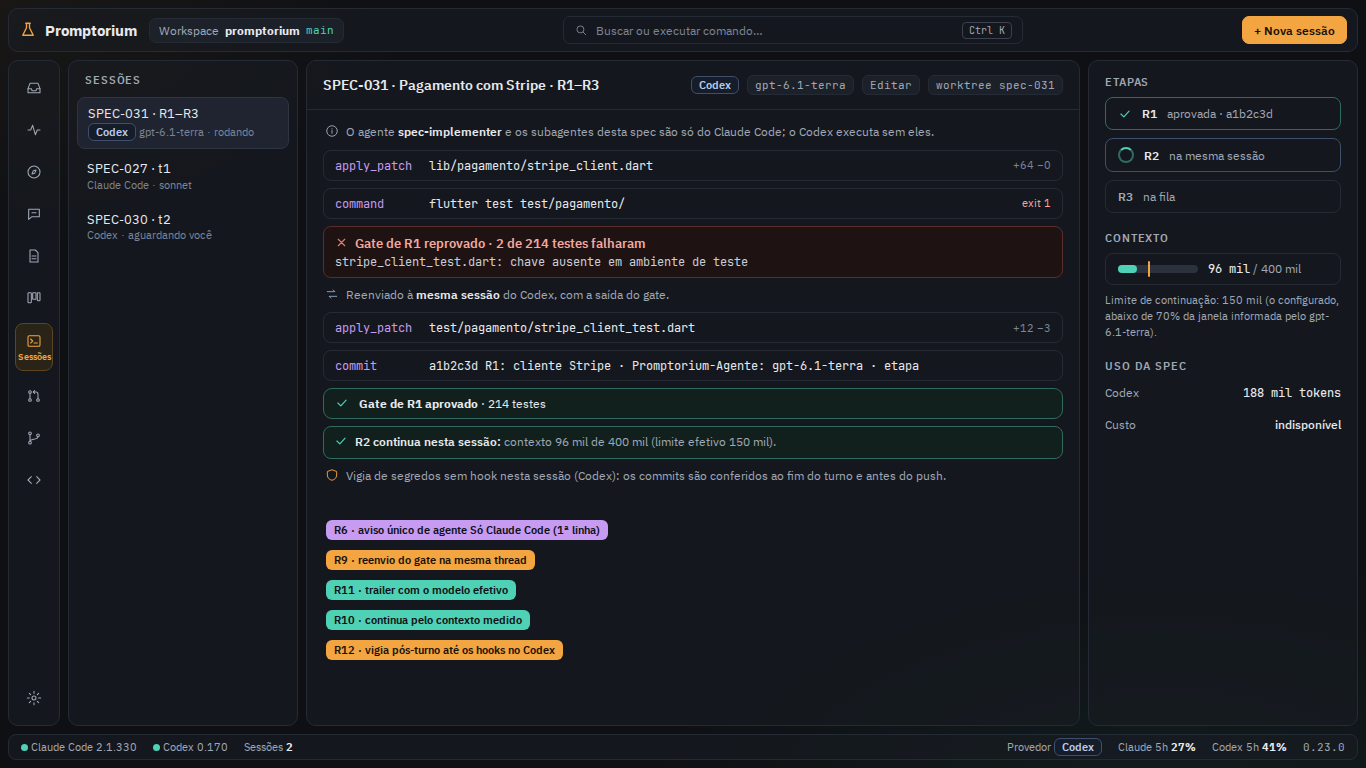 Promptorium
Workspace promptorium main
Buscar ou executar comando...
Ctrl K
+ Nova sessão
Sessões
SESSÕES
SPEC-031 · R1–R3
Codex gpt-6.1-terra · rodando
SPEC-027 · t1
Claude Code · sonnet
SPEC-030 · t2
Codex · aguardando você
SPEC-031 · Pagamento com Stripe · R1–R3
Codex
gpt-6.1-terra
Editar
worktree spec-031
O agente spec-implementer e os subagentes desta spec são só do Claude Code; o Codex executa sem eles.
apply_patch lib/pagamento/stripe_client.dart +64 −0
command flutter test test/pagamento/ exit 1
Gate de R1 reprovado · 2 de 214 testes falharam
stripe_client_test.dart: chave ausente em ambiente de teste
Reenviado à mesma sessão do Codex, com a saída do gate.
apply_patch test/pagamento/stripe_client_test.dart +12 −3
commit a1b2c3d R1: cliente Stripe · Promptorium-Agente: gpt-6.1-terra · etapa
Gate de R1 aprovado · 214 testes
R2 continua nesta sessão: contexto 96 mil de 400 mil (limite efetivo 150 mil).
Vigia de segredos sem hook nesta sessão (Codex): os commits são conferidos ao fim do turno e antes do push.
R6 · aviso único de agente Só Claude Code (1ª linha)
R9 · reenvio do gate na mesma thread
R11 · trailer com o modelo efetivo
R10 · continua pelo contexto medido
R12 · vigia pós-turno até os hooks no Codex
ETAPAS
R1 aprovada · a1b2c3d
R2 na mesma sessão
R3 na fila
CONTEXTO
96 mil / 400 mil
Limite de continuação: 150 mil (o configurado,
abaixo de 70% da janela informada pelo gpt-
6.1-terra).
USO DA SPEC
Codex 188 mil tokens
Custo indisponível
Claude Code 2.1.330
Codex 0.170
Sessões 2
Provedor Codex
Claude 5h 27%
Codex 5h 41%
0.23.0